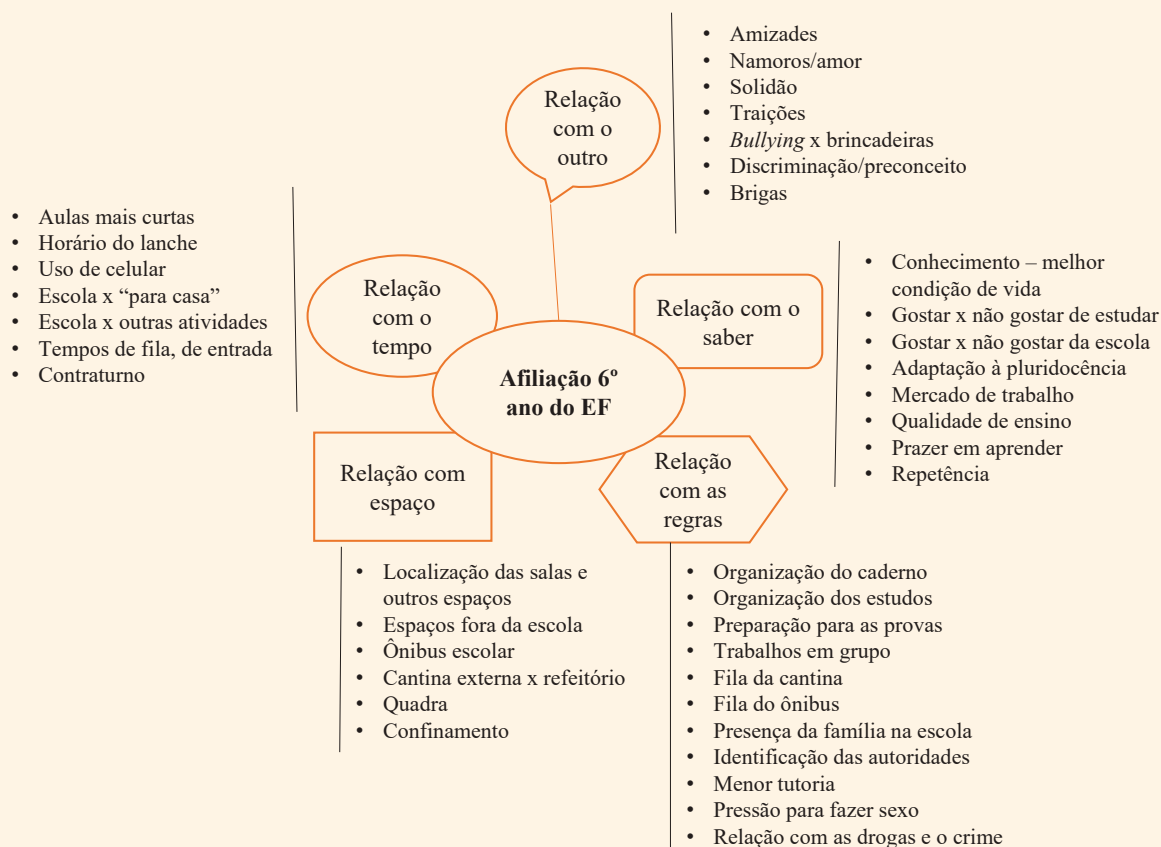 Relação
com o
outro
• Amizades
• Namoros/amor
• Solidão
• Traições
• Bullying x brincadeiras
• Discriminação/preconceito
• Brigas
• Aulas mais curtas
• Horário do lanche
• Uso de celular
• Escola x “para casa”
• Escola x outras atividades
• Tempos de fila, de entrada
• Contraturno
Relação
com o
tempo
Relação com o
saber
• Conhecimento – melhor
condição de vida
• Gostar x não gostar de estudar
• Gostar x não gostar da escola
• Adaptação à pluridocência
• Mercado de trabalho
• Qualidade de ensino
• Prazer em aprender
• Repetência
Afiliação 6º
ano do EF
Relação com
espaço
• Localização das salas e
outros espaços
• Espaços fora da escola
• Ônibus escolar
• Cantina externa x refeitório
• Quadra
• Confinamento
Relação
com as
regras
• Organização do caderno
• Organização dos estudos
• Preparação para as provas
• Trabalhos em grupo
• Fila da cantina
• Fila do ônibus
• Presença da família na escola
• Identificação das autoridades
• Menor tutoria
• Pressão para fazer sexo
• Relação com as drogas e o crime